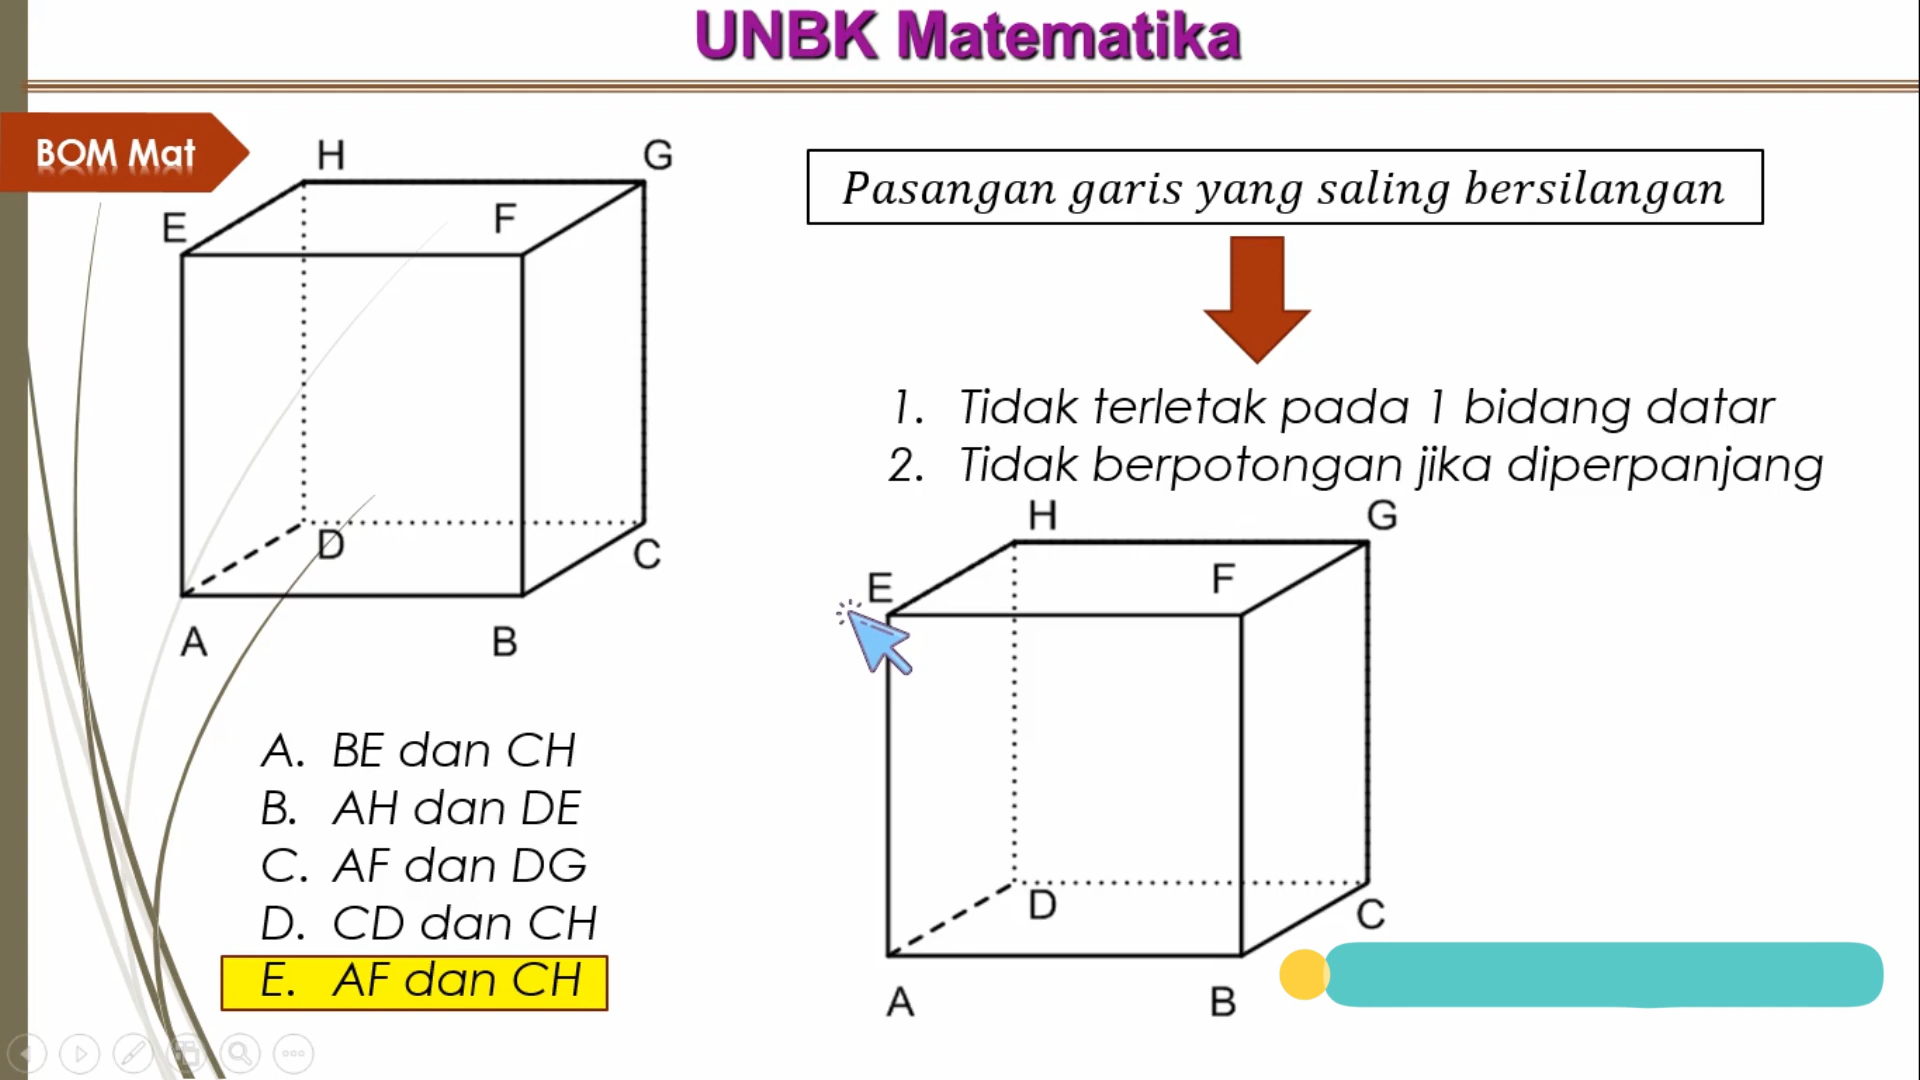 UNBK Matematika
BOM Mat
H
G
E
F
D
C
A
B
A. BE dan CH
B. AH dan DE
C. AF dan DG
D. CD dan CH
E. AF dan CH
Pasangan garis yang saling bersilangan
1. Tidak terletak pada 1 bidang datar
2. Tidak berpotongan jika diperpanjang
H
G
E
F
D
C
A
B